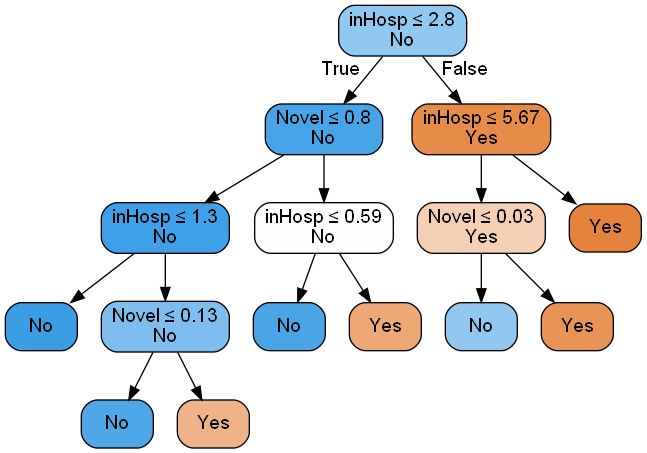 inHosp ≤ 2.8
No
True
False
Novel ≤ 0.8
No
inHosp ≤ 5.67
Yes
inHosp ≤ 1.3
No
inHosp ≤ 0.59
No
Novel ≤ 0.03
Yes
Yes
No
Novel ≤ 0.13
No
No
Yes
No
Yes
No
Yes